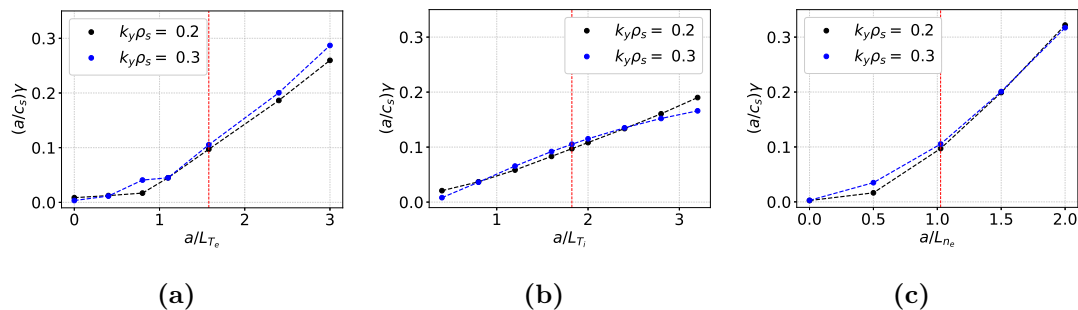 k_yρ_s = 0.2
k_yρ_s = 0.3
(a/c_s)γ
0.3
0.2
0.1
0.0
0 1 2 3
a/L_{T_e}
(a)
k_yρ_s = 0.2
k_yρ_s = 0.3
(a/c_s)γ
0.3
0.2
0.1
0.0
1 2 3
a/L_{T_i}
(b)
k_yρ_s = 0.2
k_yρ_s = 0.3
(a/c_s)γ
0.3
0.2
0.1
0.0
0.0 0.5 1.0 1.5 2.0
a/L_{n_e}
(c)